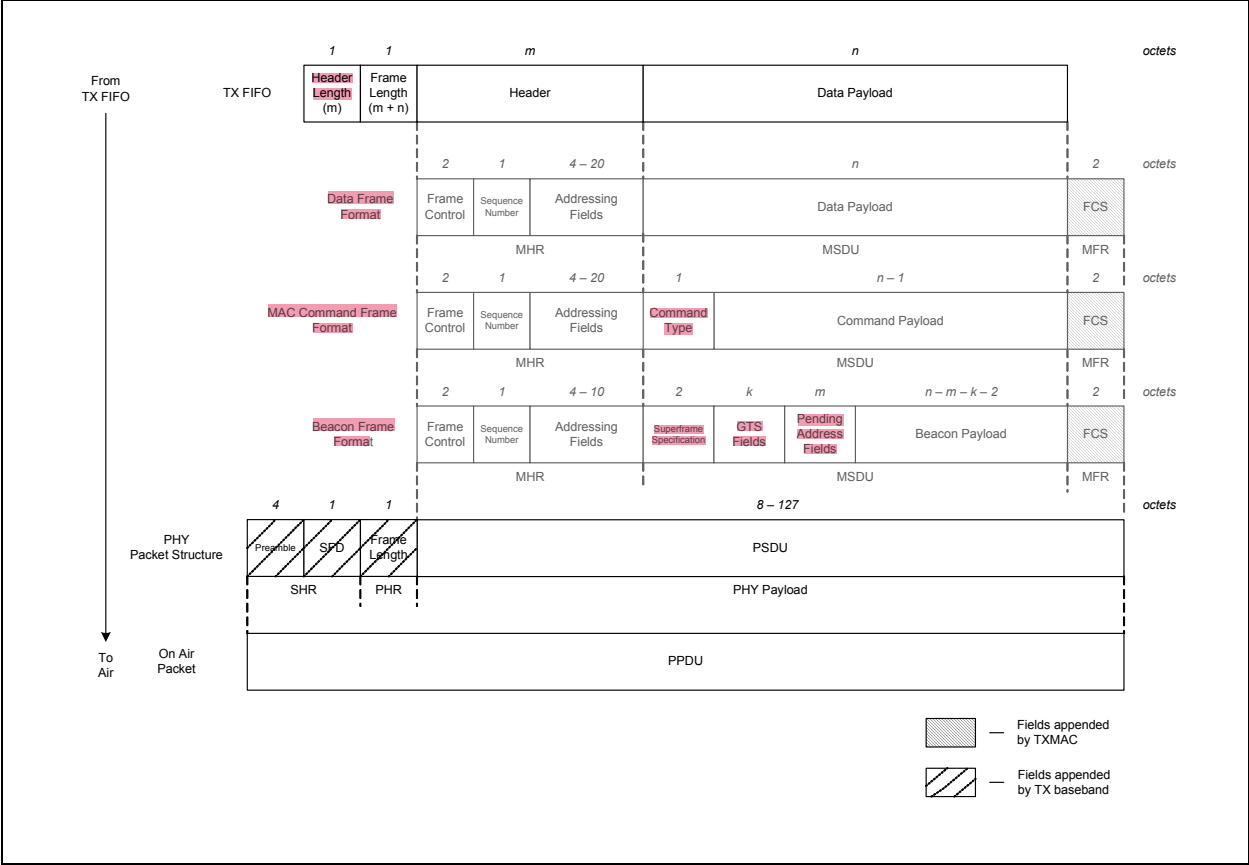 1 1 m n octets
From
TX FIFO
TX FIFO
Header
Length
(m)
Frame
Length
(m + n)
Header
Data Payload
2 1 4 – 20 n 2 octets
Data Frame
Format
Frame
Control
Sequence
Number
Addressing
Fields
Data Payload
FCS
MHR MSDU MFR
2 1 4 – 20 1 n – 1 2 octets
MAC Command Frame
Format
Frame
Control
Sequence
Number
Addressing
Fields
Command
Type
Command Payload
FCS
MHR MSDU MFR
2 1 4 – 10 2 k m n – m – k – 2 2 octets
Beacon Frame
Format
Frame
Control
Sequence
Number
Addressing
Fields
Superframe
Specification
GTS
Fields
Pending
Address
Fields
Beacon Payload
FCS
MHR MSDU MFR
4 1 1 8 – 127 octets
PHY
Packet Structure
Preamble
SFD
Frame
Length
PSDU
SHR PHR PHY Payload
To
Air
On Air
Packet
PPDU
— Fields appended
by TXMAC
— Fields appended
by TX baseband